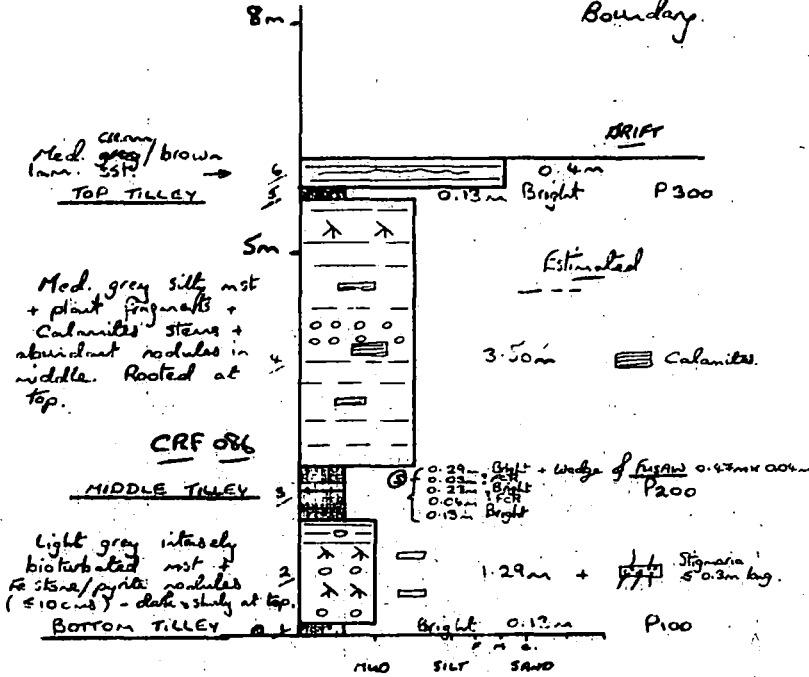 8m
Boundary.
DRIFT
Med. grey/brown
lmn. sst.
6
0.4m
TOP TILLEY
5
0.13m Bright
P300
5m
Estimated
Med. grey silty mst
+ plant fragments +
Calamites stems +
abundant nodules in
middle. Rooted at
top.
4
3.50m
Calamites.
CRF 086
MIDDLE TILLEY
3
0.29m Bright + wedge of FUSAIN 0.47m x 0.04m
0.03m FCR
0.27m Bright
0.04m FCR
0.13m Bright
P200
Light grey intensely
bioturbated mst +
Fe stone/pyrite nodules
(≤10cms) - dark + shaly at top.
2
1.29m +
Stigmaria
≤ 0.3m long.
BOTTOM TILLEY
0
1
Bright 0.13m
P100
F M C.
MUD SILT SAND